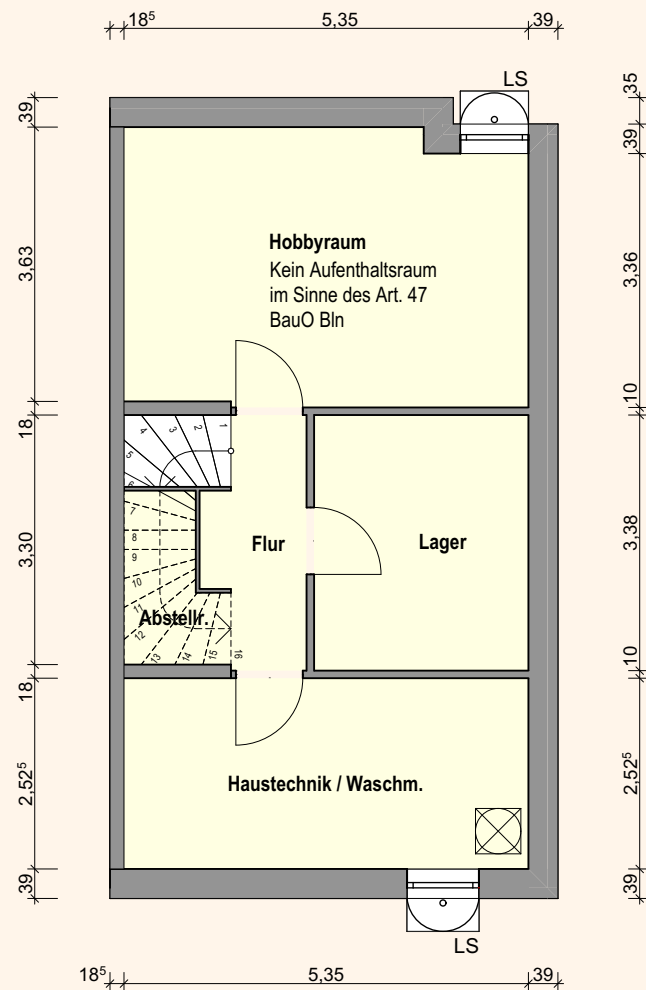 18⁵ 5,35 39
LS
39
3,63
18
3,30
18
2,52⁵
39
35
39
3,36
10
3,38
10
2,52⁵
39
Hobbyraum
Kein Aufenthaltsraum
im Sinne des Art. 47
BauO Bln
1
2
3
4
5
6
7
8
9
10
11
12
13
14
15
16
Flur
Lager
Abstellr.
Haustechnik / Waschm.
LS
18⁵ 5,35 39